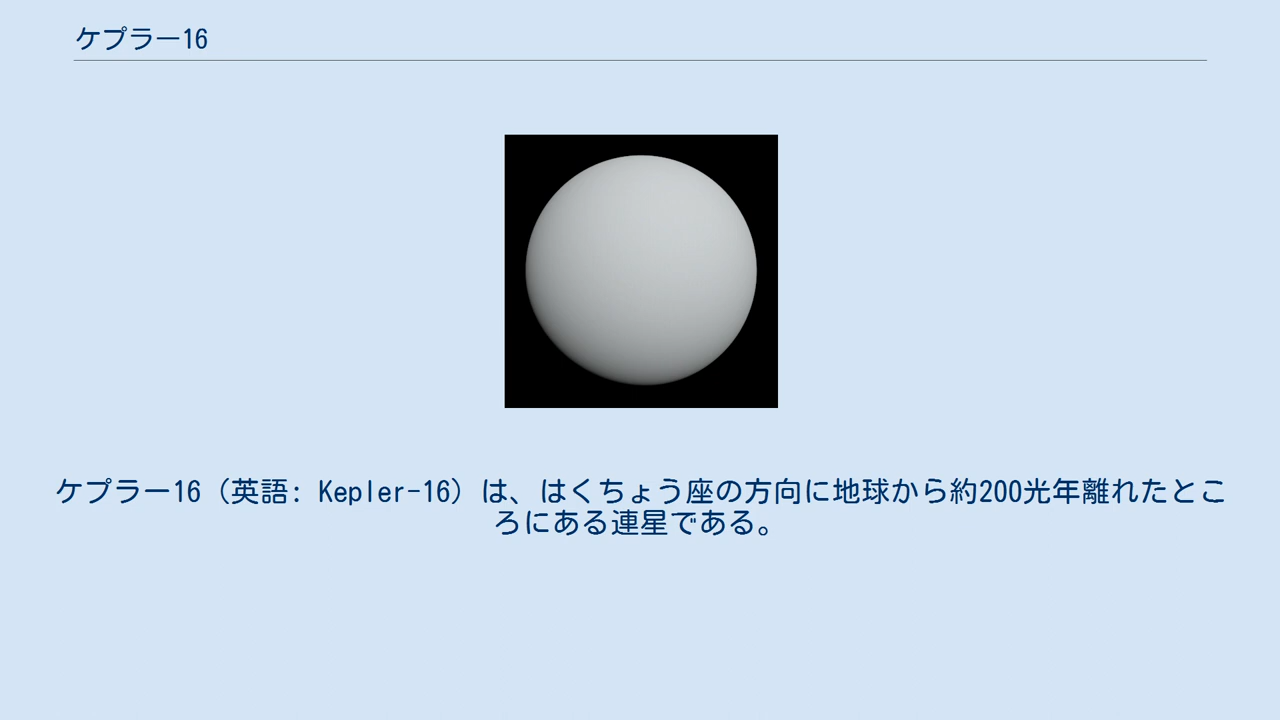 ケプラー16
ケプラー16（英語: Kepler-16）は、はくちょう座の方向に地球から約200光年離れたとこ
ろにある連星である。